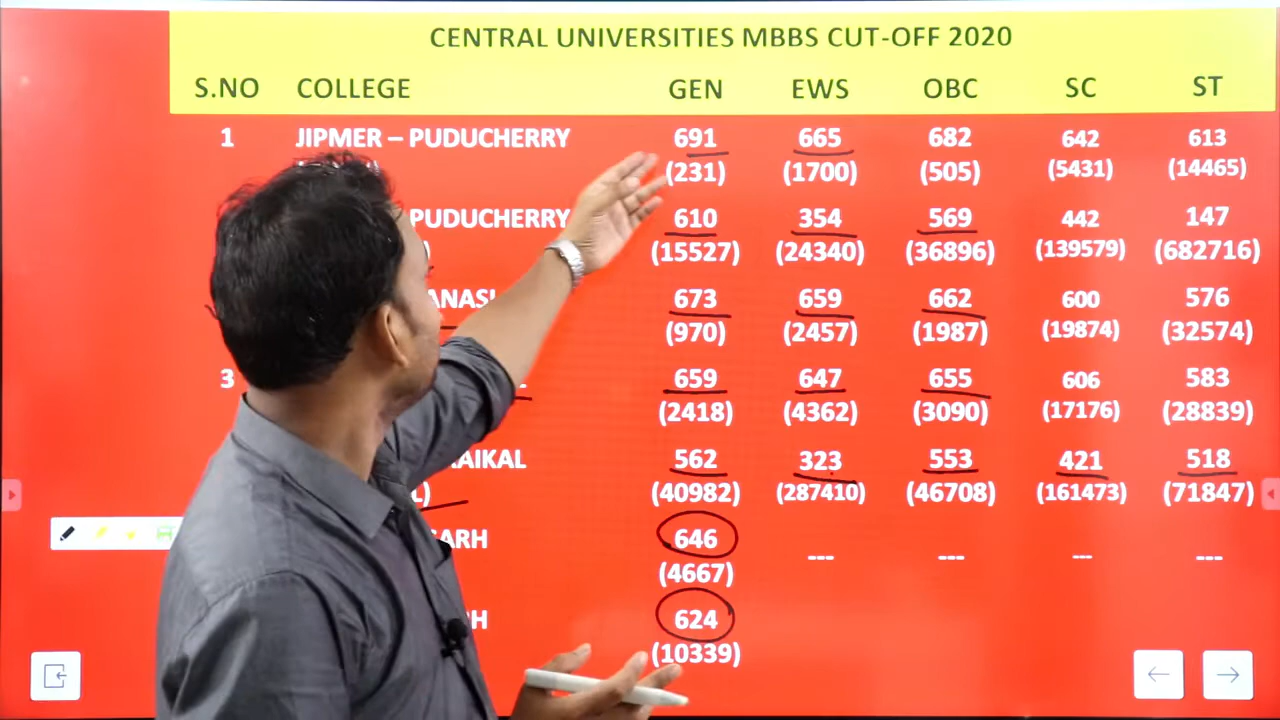 CENTRAL UNIVERSITIES MBBS CUT-OFF 2020
S.NO COLLEGE GEN EWS OBC SC ST
1 JIPMER – PUDUCHERRY 691 665 682 642 613
(231) (1700) (505) (5431) (14465)
PUDUCHERRY 610 354 569 442 147
(15527) (24340) (36896) (139579) (682716)
673 659 662 600 576
(970) (2457) (1987) (19874) (32574)
3 659 647 655 606 583
(2418) (4362) (3090) (17176) (28839)
562 323 553 421 518
(40982) (287410) (46708) (161473) (71847)
646 --- --- --- ---
(4667)
624
(10339)